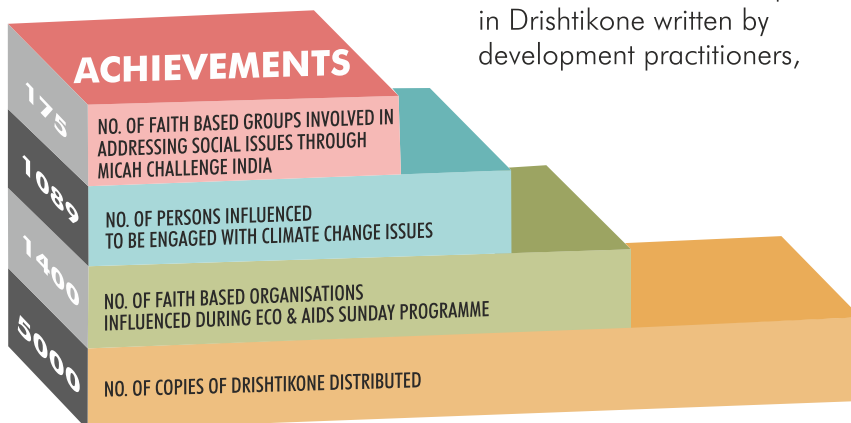 in Drishtikone written by
development practitioners,
ACHIEVEMENTS
175
NO. OF FAITH BASED GROUPS INVOLVED IN
ADDRESSING SOCIAL ISSUES THROUGH
MICAH CHALLENGE INDIA
1089
NO. OF PERSONS INFLUENCED
TO BE ENGAGED WITH CLIMATE CHANGE ISSUES
1400
NO. OF FAITH BASED ORGANISATIONS
INFLUENCED DURING ECO & AIDS SUNDAY PROGRAMME
5000
NO. OF COPIES OF DRISHTIKONE DISTRIBUTED